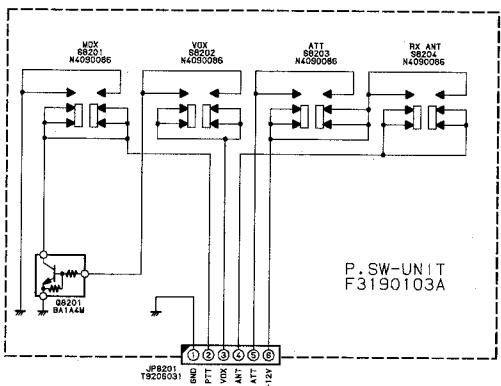 MOX
S8201
N4090086
VOX
S8202
N4090086
ATT
S8203
N4090086
RX ANT
S8204
N4090086
Q8201
BA1A4M
P.SW-UNIT
F3190103A
JP8201
T9206031
1 2 3 4 5 6
GND
PTT
VOX
ANT
ATT
-12V